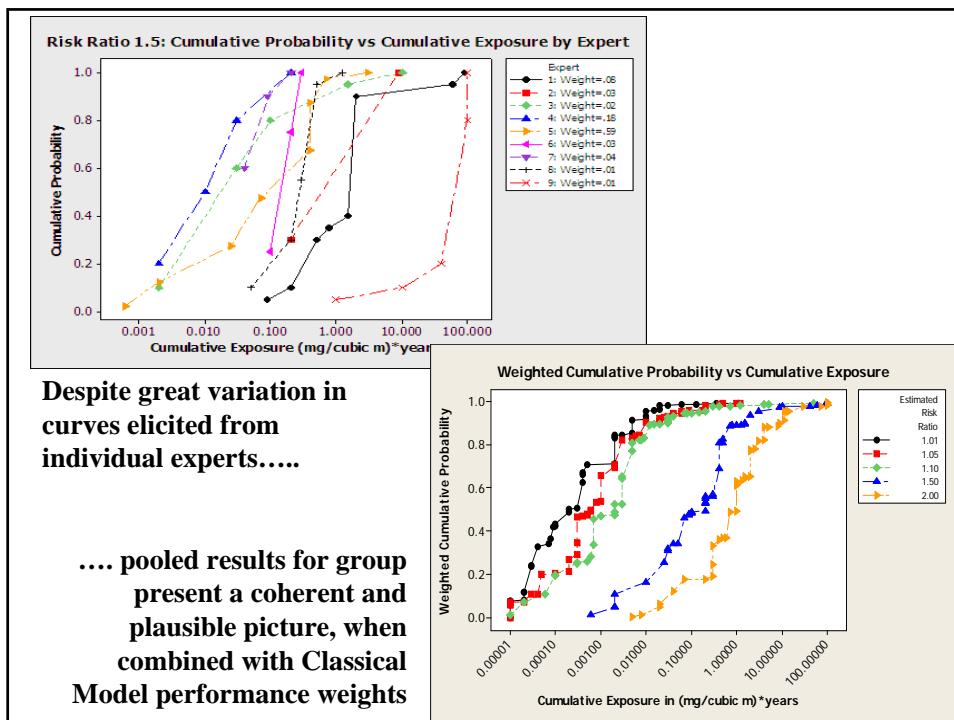 Risk Ratio 1.5: Cumulative Probability vs Cumulative Exposure by Expert
Cumulative Probability
1.0
0.8
0.6
0.4
0.2
0.0
0.001 0.010 0.100 1.000 10.000 100.000
Cumulative Exposure (mg/cubic m)*years
Expert
1: Weight=.08
2: Weight=.03
3: Weight=.02
4: Weight=.18
5: Weight=.59
6: Weight=.03
7: Weight=.04
8: Weight=.01
9: Weight=.01
Despite great variation in
curves elicited from
individual experts…..
…. pooled results for group
present a coherent and
plausible picture, when
combined with Classical
Model performance weights
Weighted Cumulative Probability vs Cumulative Exposure
Weighted Cumulative Probability
1.0
0.8
0.6
0.4
0.2
0.0
0.00001 0.00010 0.00100 0.01000 0.10000 1.00000 10.00000 100.00000
Cumulative Exposure in (mg/cubic m)*years
Estimated
Risk
Ratio
1.01
1.05
1.10
1.50
2.00